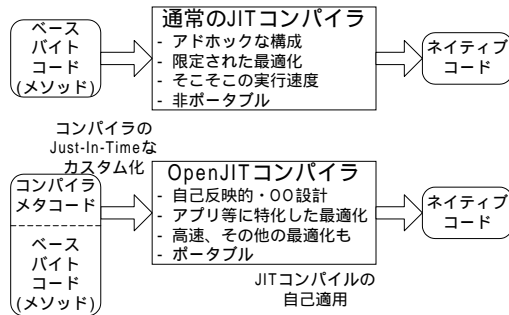 ベース
バイト
コード
(メソッド)
通常のJITコンパイラ
- アドホックな構成
- 限定された最適化
- そこそこの実行速度
- 非ポータブル
ネイティブ
コード
コンパイラの
Just-In-Timeな
カスタム化
コンパイラ
メタコード
ベース
バイト
コード
(メソッド)
OpenJITコンパイラ
- 自己反映的・OO設計
- アプリ等に特化した最適化
- 高速、その他の最適化も
- ポータブル
ネイティブ
コード
JITコンパイルの
自己適用